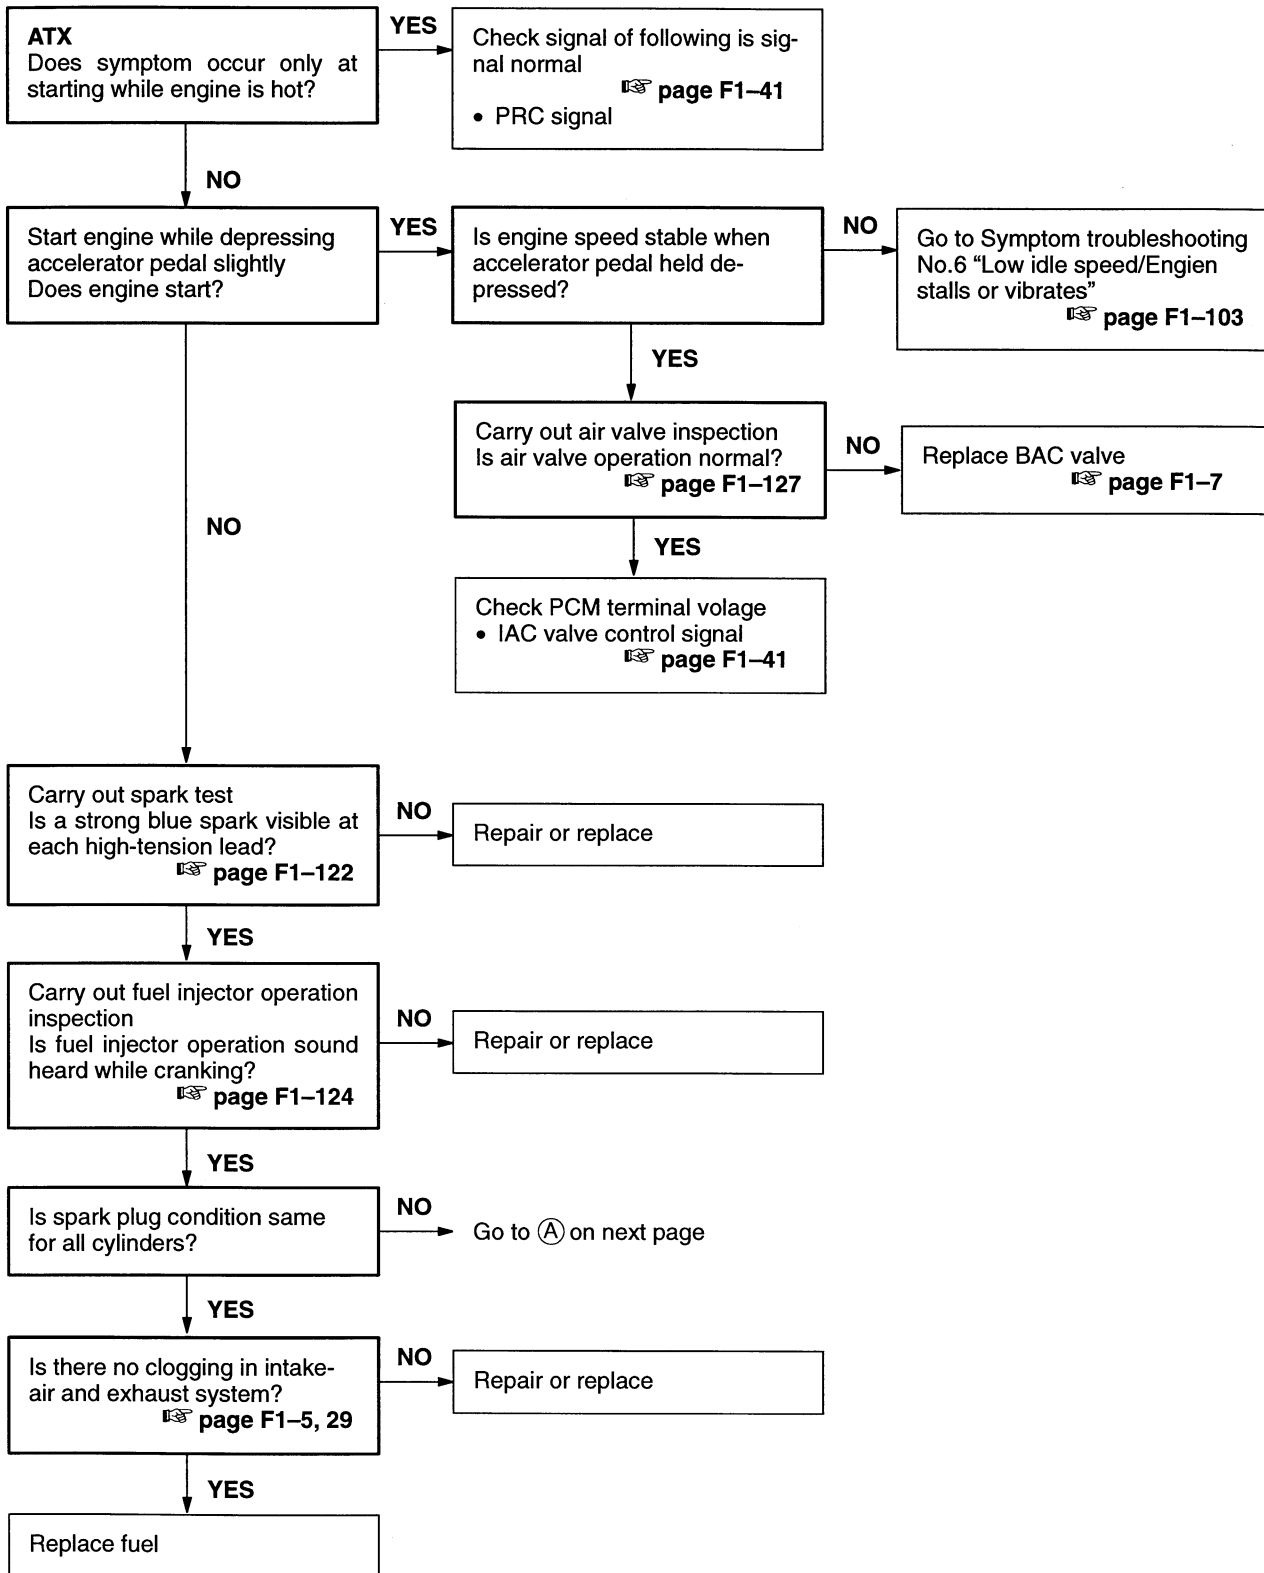 ATX
Does symptom occur only at
starting while engine is hot?
YES
Check signal of following is sig-
nal normal
☞ page F1–41
• PRC signal
NO
Start engine while depressing
accelerator pedal slightly
Does engine start?
YES
Is engine speed stable when
accelerator pedal held de-
pressed?
NO
Go to Symptom troubleshooting
No.6 “Low idle speed/Engien
stalls or vibrates”
☞ page F1–103
YES
Carry out air valve inspection
Is air valve operation normal?
☞ page F1–127
NO
Replace BAC valve
☞ page F1–7
YES
Check PCM terminal volage
• IAC valve control signal
☞ page F1–41
NO
Carry out spark test
Is a strong blue spark visible at
each high-tension lead?
☞ page F1–122
NO
Repair or replace
YES
Carry out fuel injector operation
inspection
Is fuel injector operation sound
heard while cranking?
☞ page F1–124
NO
Repair or replace
YES
Is spark plug condition same
for all cylinders?
NO
Go to Ⓐ on next page
YES
Is there no clogging in intake-
air and exhaust system?
☞ page F1–5, 29
NO
Repair or replace
YES
Replace fuel